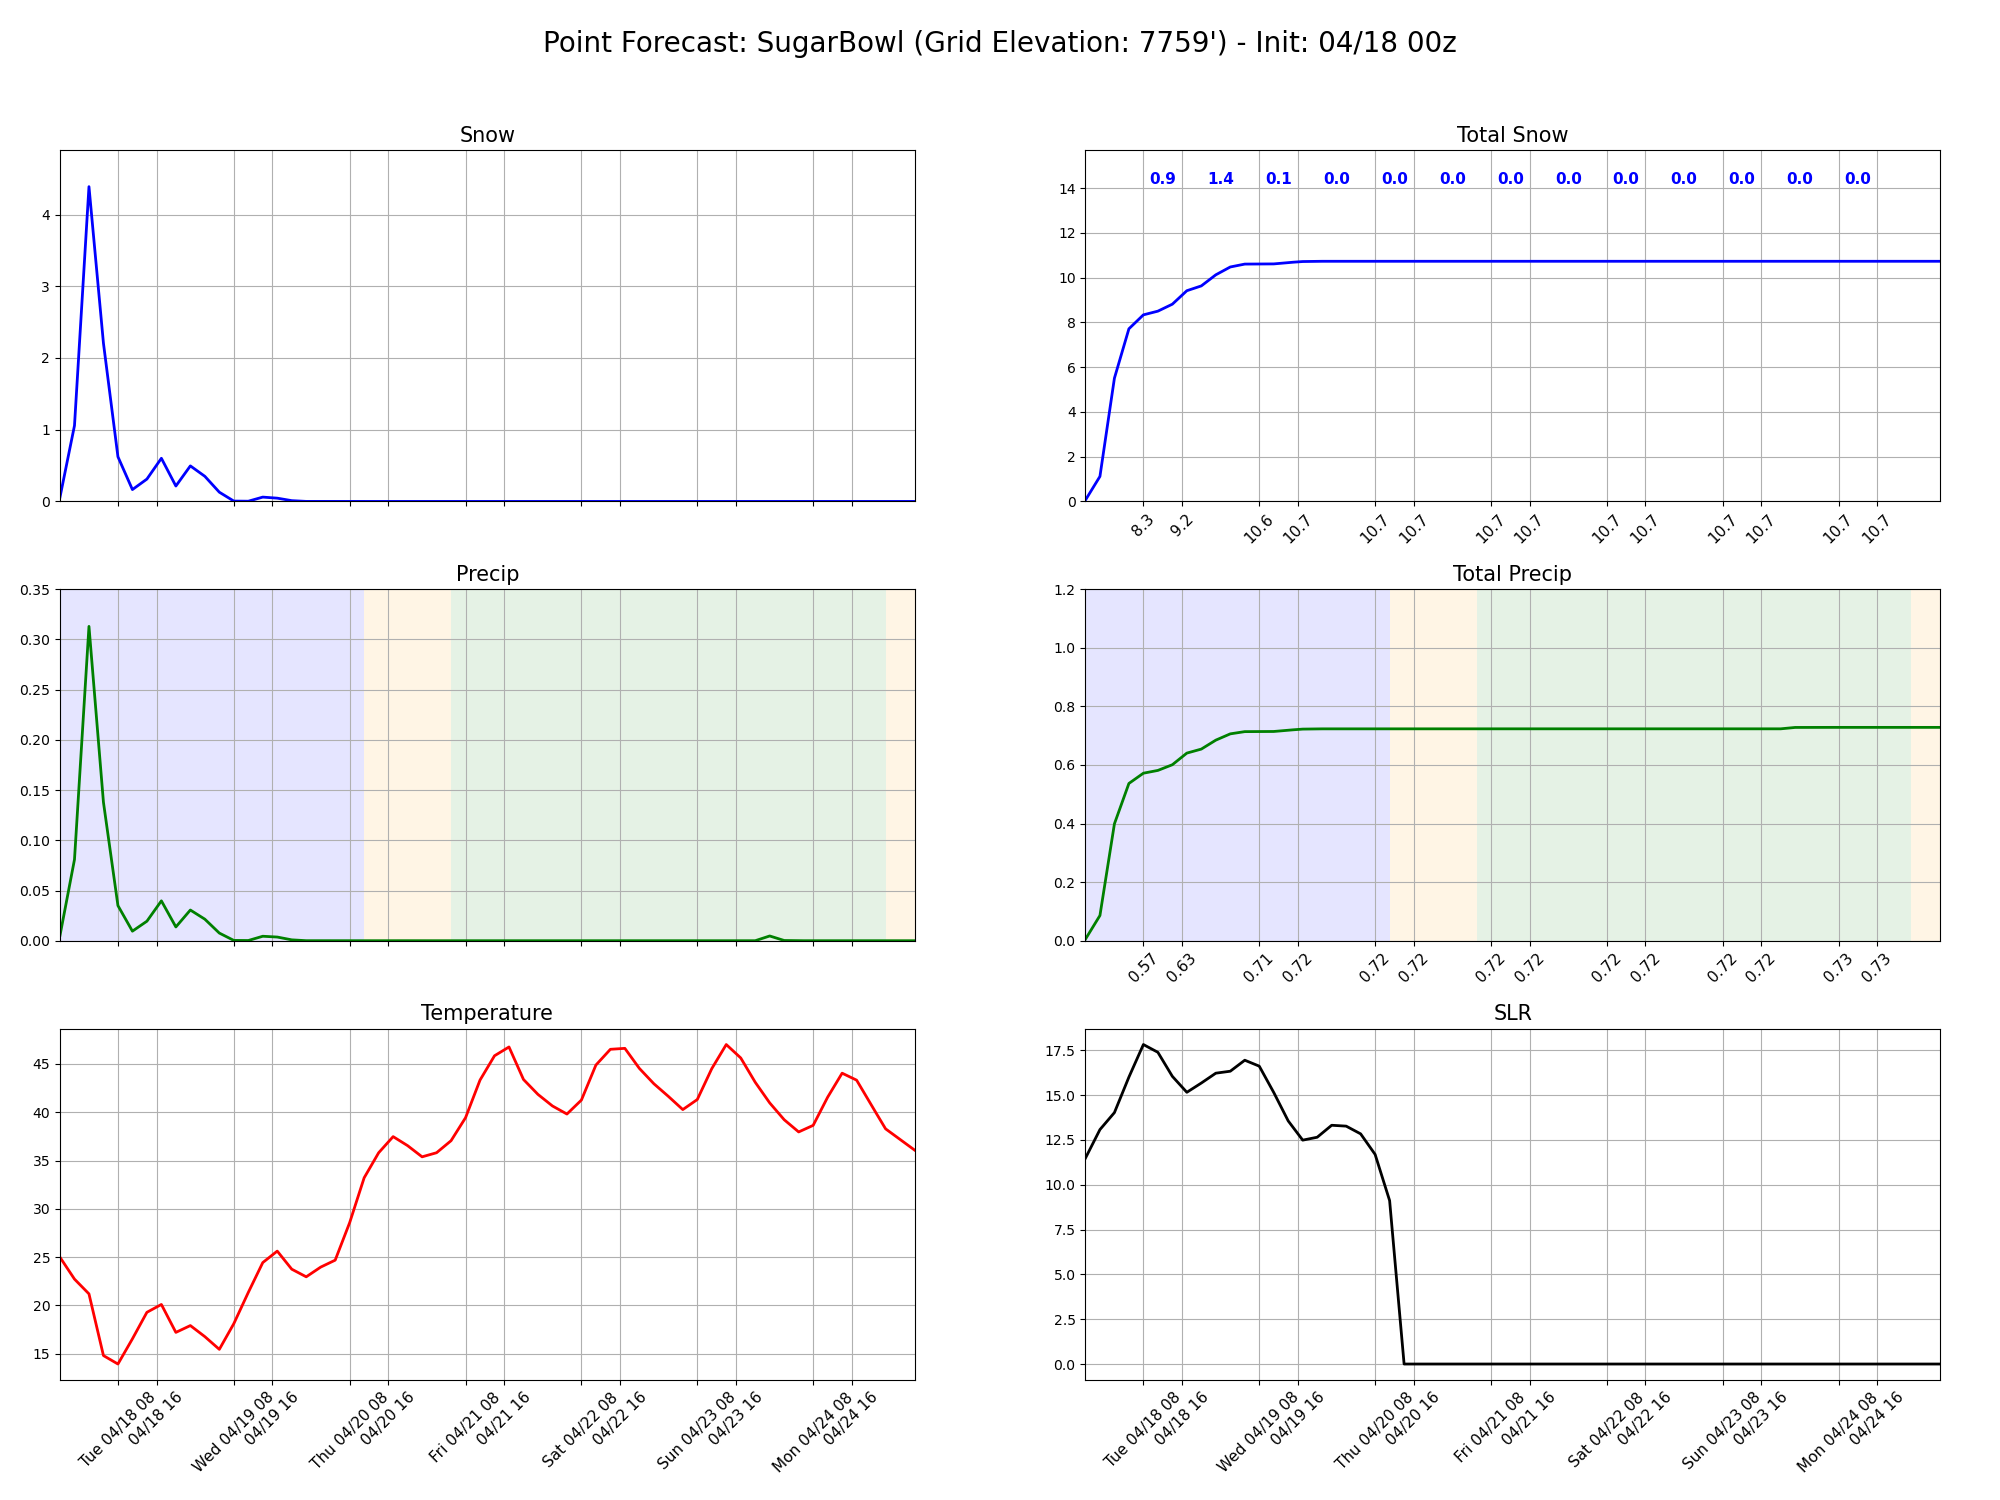 Point Forecast: SugarBowl (Grid Elevation: 7759') - Init: 04/18 00z
Snow
4
3
2
1
0
Total Snow
0.9 1.4 0.1 0.0 0.0 0.0 0.0 0.0 0.0 0.0 0.0 0.0 0.0
14
12
10
8
6
4
2
0
8.3 9.2 10.6 10.7 10.7 10.7 10.7 10.7 10.7 10.7 10.7 10.7 10.7 10.7
Precip
0.35
0.30
0.25
0.20
0.15
0.10
0.05
0.00
Total Precip
1.2
1.0
0.8
0.6
0.4
0.2
0.0
0.57 0.63 0.71 0.72 0.72 0.72 0.72 0.72 0.72 0.72 0.72 0.72 0.73 0.73
Temperature
45
40
35
30
25
20
15
Tue 04/18 08
04/18 16
Wed 04/19 08
04/19 16
Thu 04/20 08
04/20 16
Fri 04/21 08
04/21 16
Sat 04/22 08
04/22 16
Sun 04/23 08
04/23 16
Mon 04/24 08
04/24 16
SLR
17.5
15.0
12.5
10.0
7.5
5.0
2.5
0.0
Tue 04/18 08
04/18 16
Wed 04/19 08
04/19 16
Thu 04/20 08
04/20 16
Fri 04/21 08
04/21 16
Sat 04/22 08
04/22 16
Sun 04/23 08
04/23 16
Mon 04/24 08
04/24 16